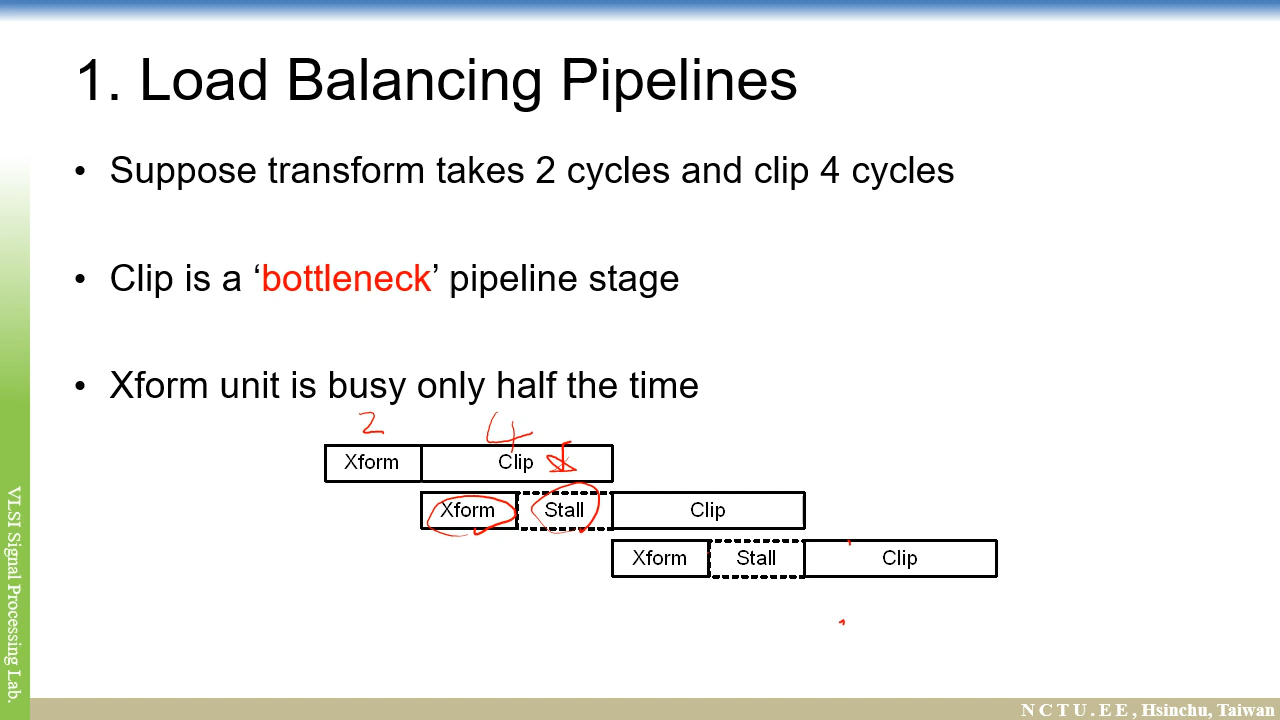 1. Load Balancing Pipelines
• Suppose transform takes 2 cycles and clip 4 cycles
• Clip is a ‘bottleneck’ pipeline stage
• Xform unit is busy only half the time
2 4
Xform Clip
Xform Stall Clip
Xform Stall Clip
VLSI Signal Processing Lab.
N C T U . E E , Hsinchu, Taiwan